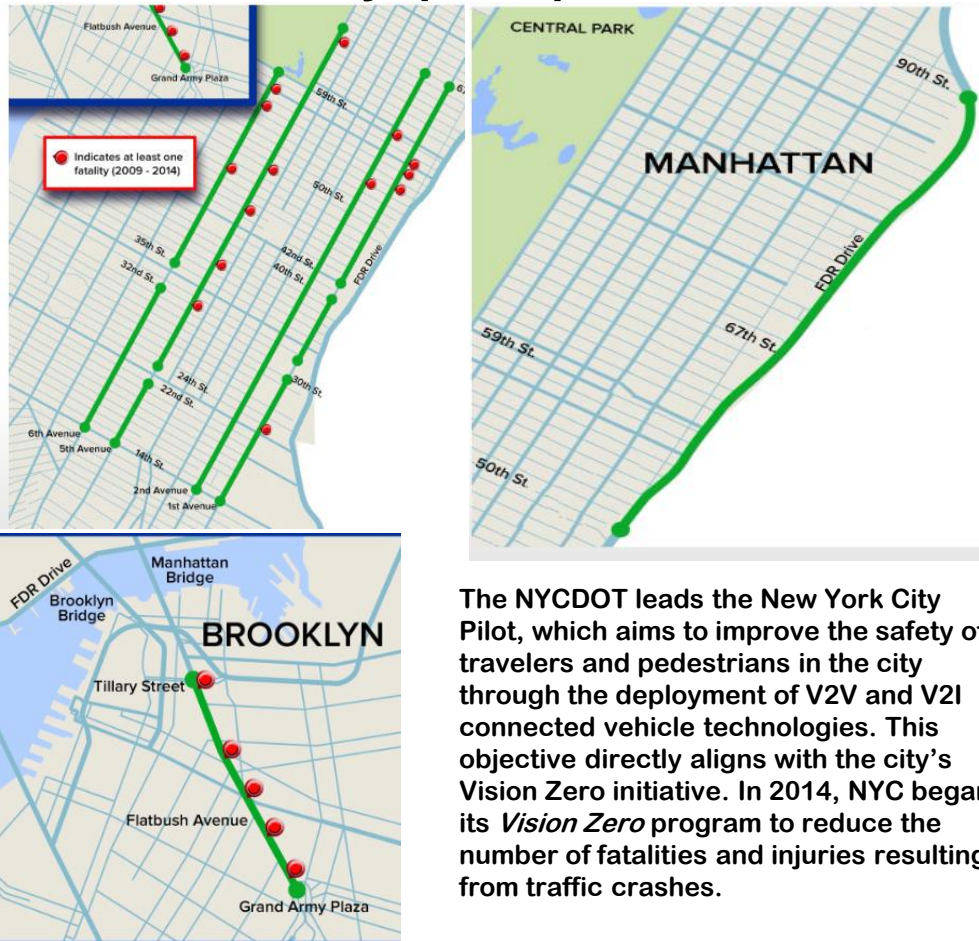 Flatbush Avenue
Grand Army Plaza
Indicates at least one
fatality (2009 - 2014)
59th St.
50th St.
35th St.
32nd St.
42nd St.
40th St.
FDR Drive
24th St.
22nd St.
30th St.
6th Avenue
5th Avenue
14th St.
2nd Avenue
1st Avenue
CENTRAL PARK
90th St.
MANHATTAN
FDR Drive
67th St.
59th St.
50th St
FDR Drive
Manhattan
Bridge
Brooklyn
Bridge
BROOKLYN
Tillary Street
Flatbush Avenue
Grand Army Plaza
The NYCDOT leads the New York City
Pilot, which aims to improve the safety of
travelers and pedestrians in the city
through the deployment of V2V and V2I
connected vehicle technologies. This
objective directly aligns with the city's
Vision Zero initiative. In 2014, NYC began
its Vision Zero program to reduce the
number of fatalities and injuries resulting
from traffic crashes.